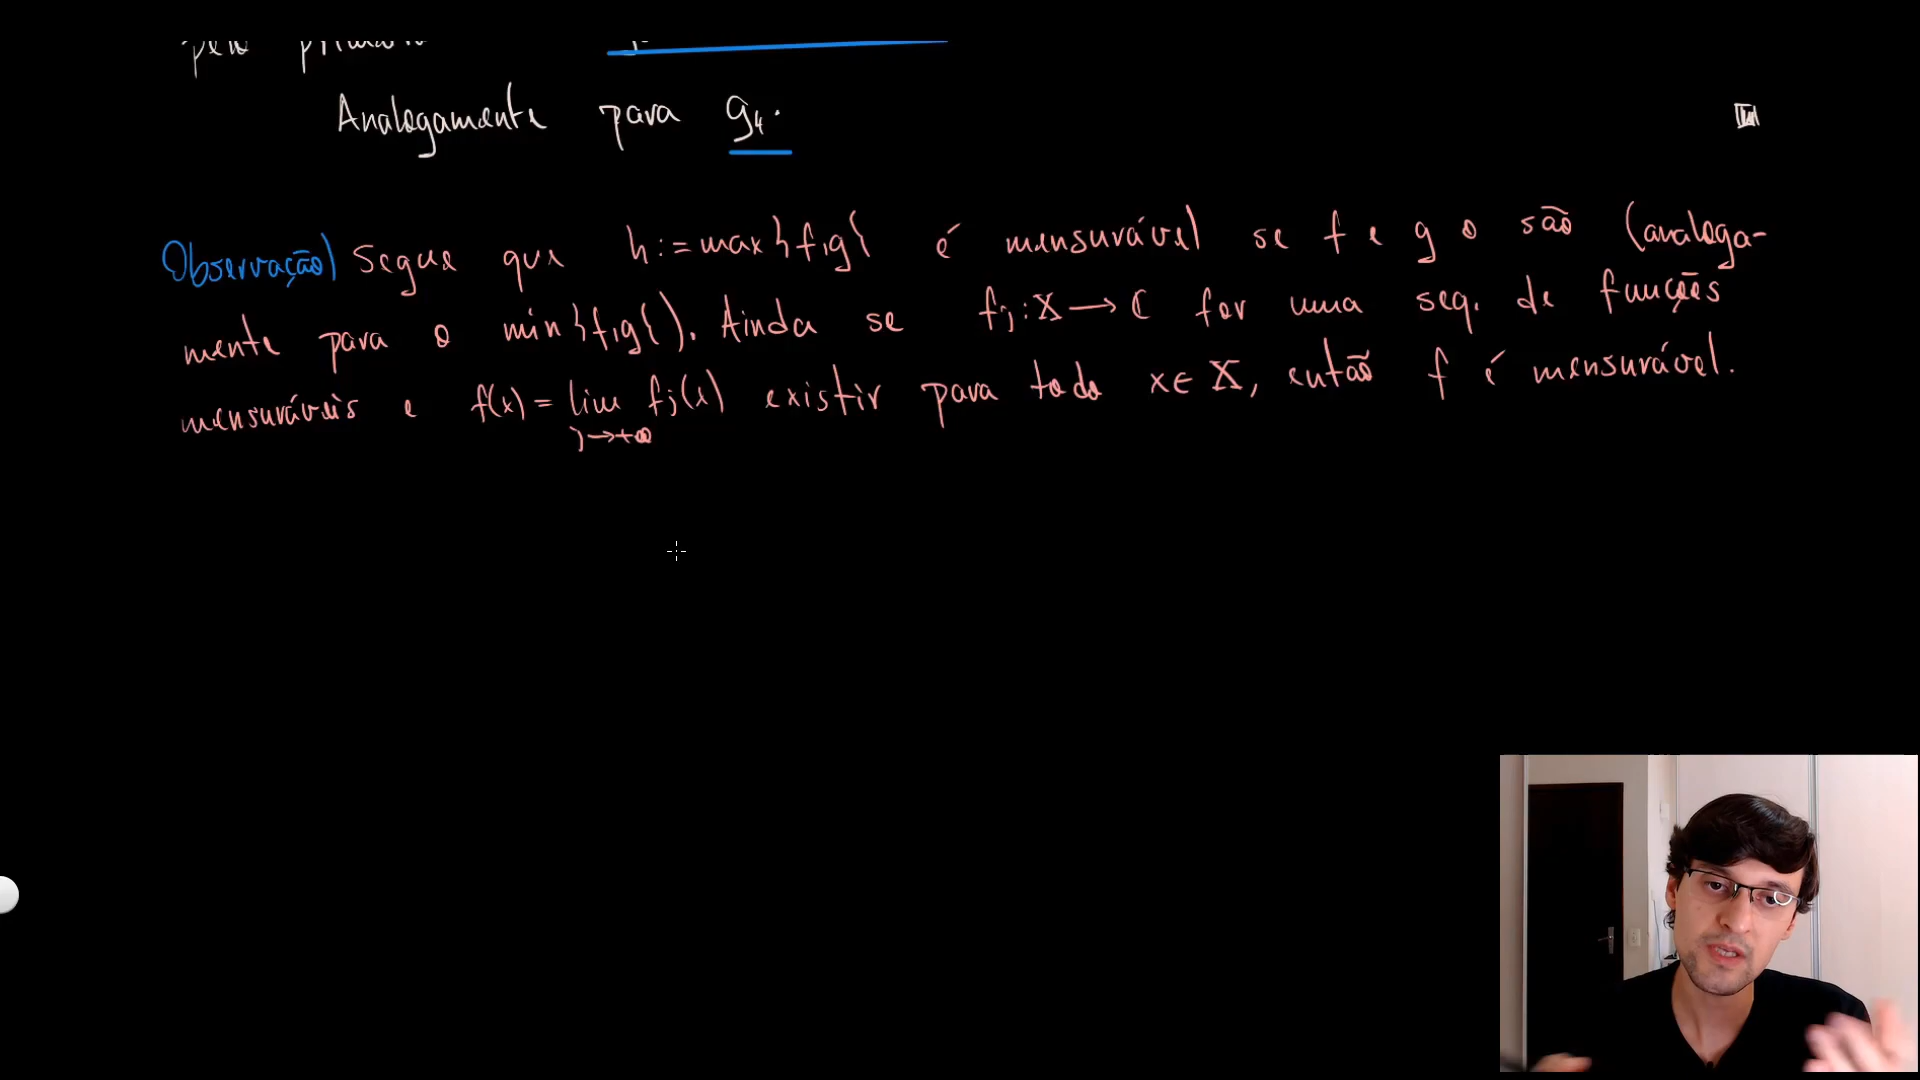 Analogamente para g₄.
Observação) Segue que h := max{f,g} é mensurável se f e g o são (analoga-
mente para o min{f,g}). Ainda se fⱼ: X → ℂ for uma seq. de funções
mensuráveis e f(x) = lim fⱼ(x) existir para todo x ∈ X, então f é mensurável.
j→+∞